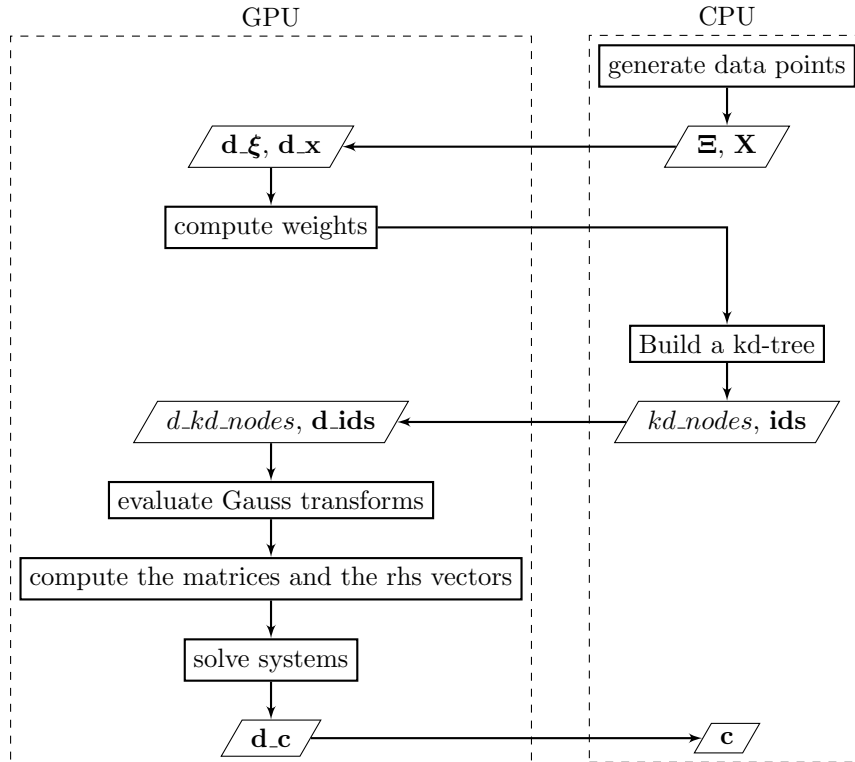 GPU CPU
generate data points
d_ξ, d_x Ξ, X
compute weights
Build a kd-tree
d_kd_nodes, d_ids kd_nodes, ids
evaluate Gauss transforms
compute the matrices and the rhs vectors
solve systems
d_c c